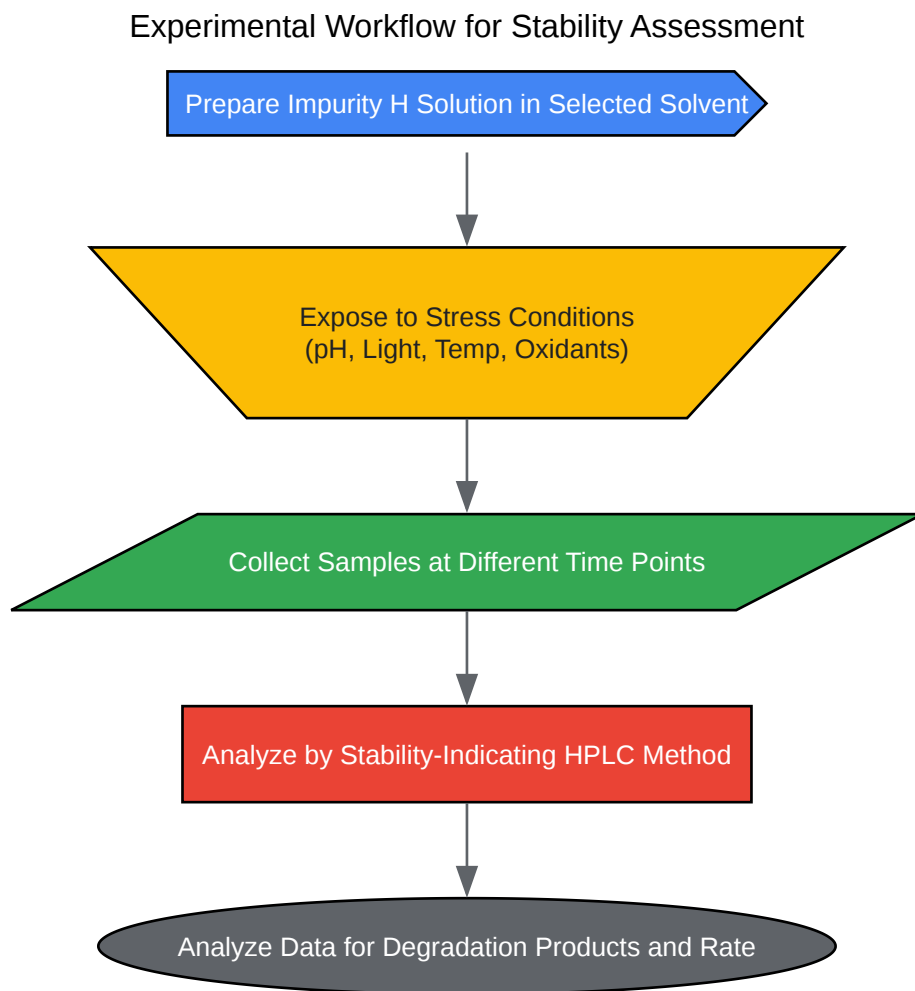 Experimental Workflow for Stability Assessment
Prepare Impurity H Solution in Selected Solvent
Expose to Stress Conditions
(pH, Light, Temp, Oxidants)
Collect Samples at Different Time Points
Analyze by Stability-Indicating HPLC Method
Analyze Data for Degradation Products and Rate